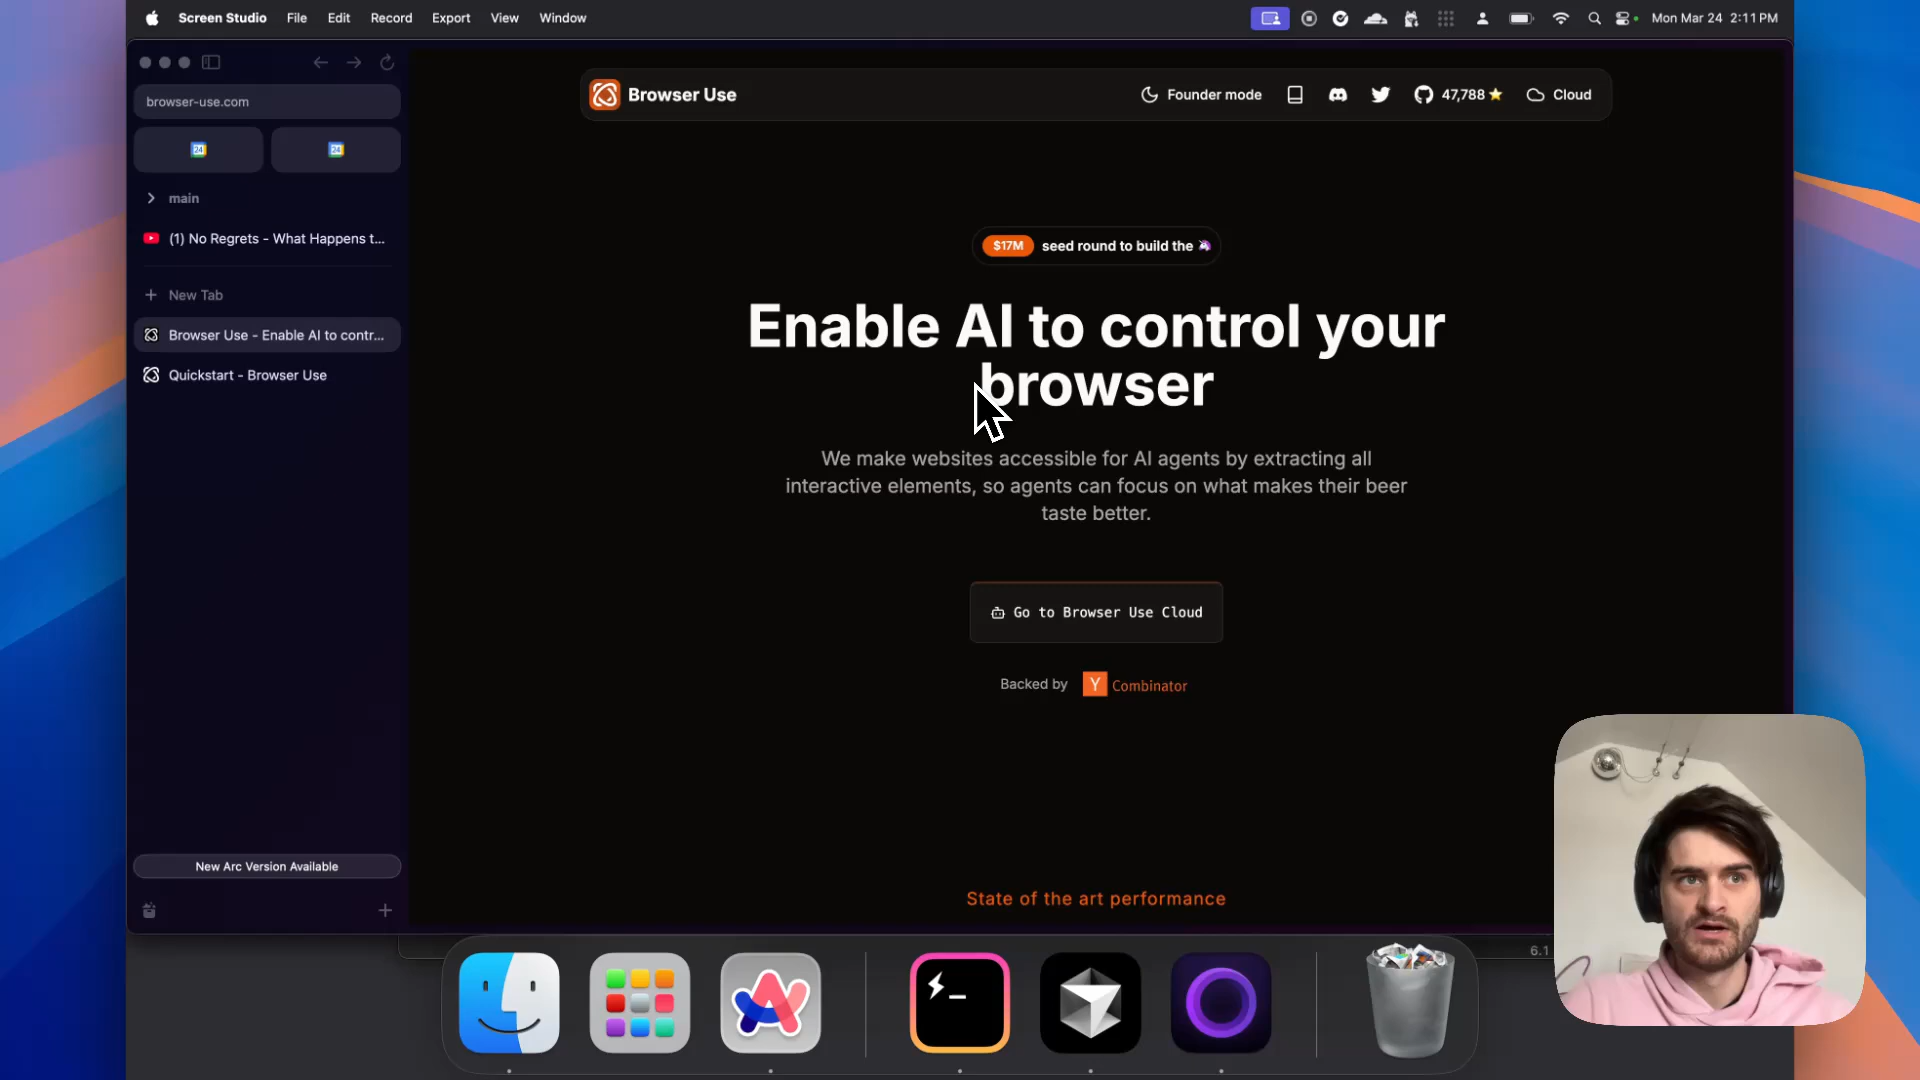 Screen Studio File Edit Record Export View Window Mon Mar 24 2:11 PM
browser-use.com
24 24
main
(1) No Regrets - What Happens t...
New Tab
Browser Use - Enable AI to contr...
Quickstart - Browser Use
New Arc Version Available
Browser Use Founder mode 47,788 Cloud
$17M seed round to build the
Enable AI to control your
browser
We make websites accessible for AI agents by extracting all
interactive elements, so agents can focus on what makes their beer
taste better.
Go to Browser Use Cloud
Backed by Y Combinator
State of the art performance
6.1